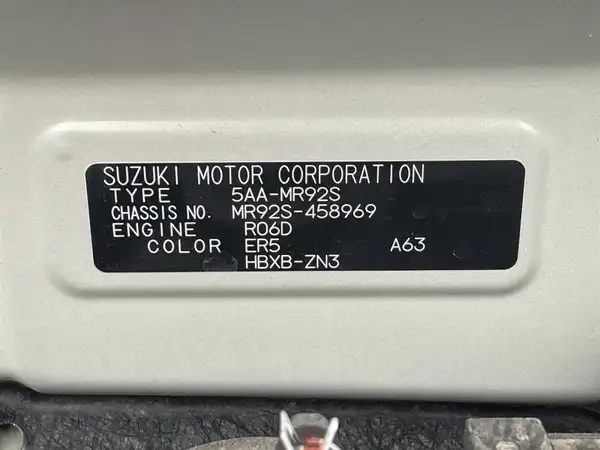 SUZUKI MOTOR CORPORATION
TYPE 5AA-MR92S
CHASSIS NO. MR92S-458969
ENGINE R06D
COLOR ER5 A63
HBXB-ZN3